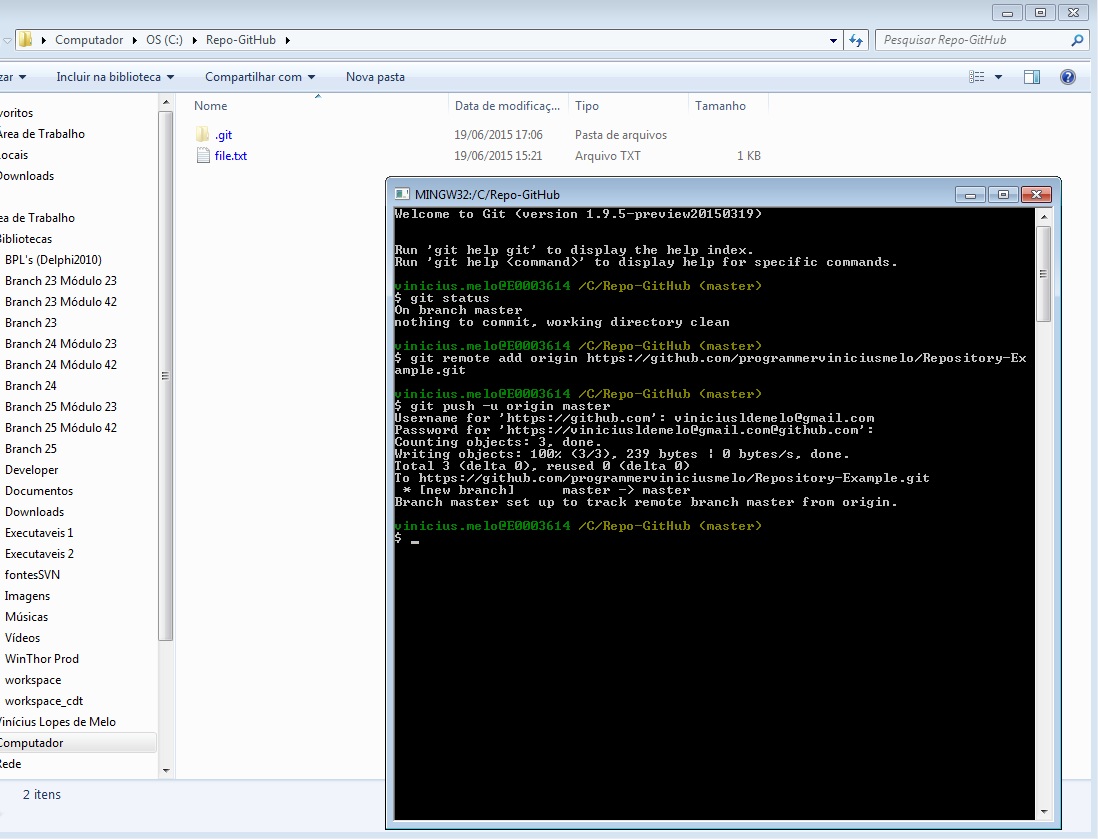 Computador OS (C:) Repo-GitHub
Pesquisar Repo-GitHub
zar Incluir na biblioteca Compartilhar com Nova pasta
Nome Data de modificaç... Tipo Tamanho
.git 19/06/2015 17:06 Pasta de arquivos
file.txt 19/06/2015 15:21 Arquivo TXT 1 KB
voritos
Área de Trabalho
ocais
Downloads
ea de Trabalho
Bibliotecas
BPL's (Delphi2010)
Branch 23 Módulo 23
Branch 23 Módulo 42
Branch 23
Branch 24 Módulo 23
Branch 24 Módulo 42
Branch 24
Branch 25 Módulo 23
Branch 25 Módulo 42
Branch 25
Developer
Documentos
Downloads
Executaveis 1
Executaveis 2
fontesSVN
Imagens
Músicas
Vídeos
WinThor Prod
workspace
workspace_cdt
Vinícius Lopes de Melo
Computador
Rede
2 itens
MINGW32:/C/Repo-GitHub
Welcome to Git (version 1.9.5-preview20150319)
Run 'git help git' to display the help index.
Run 'git help <command>' to display help for specific commands.
vinicius.melo@E0003614 /C/Repo-GitHub (master)
$ git status
On branch master
nothing to commit, working directory clean
vinicius.melo@E0003614 /C/Repo-GitHub (master)
$ git remote add origin https://github.com/programmerviniciusmelo/Repository-Ex
ample.git
vinicius.melo@E0003614 /C/Repo-GitHub (master)
$ git push -u origin master
Username for 'https://github.com': viniciusldemelo@gmail.com
Password for 'https://viniciusldemelo@gmail.com@github.com':
Counting objects: 3, done.
Writing objects: 100% (3/3), 239 bytes | 0 bytes/s, done.
Total 3 (delta 0), reused 0 (delta 0)
To https://github.com/programmerviniciusmelo/Repository-Example.git
* [new branch] master -> master
Branch master set up to track remote branch master from origin.
vinicius.melo@E0003614 /C/Repo-GitHub (master)
$